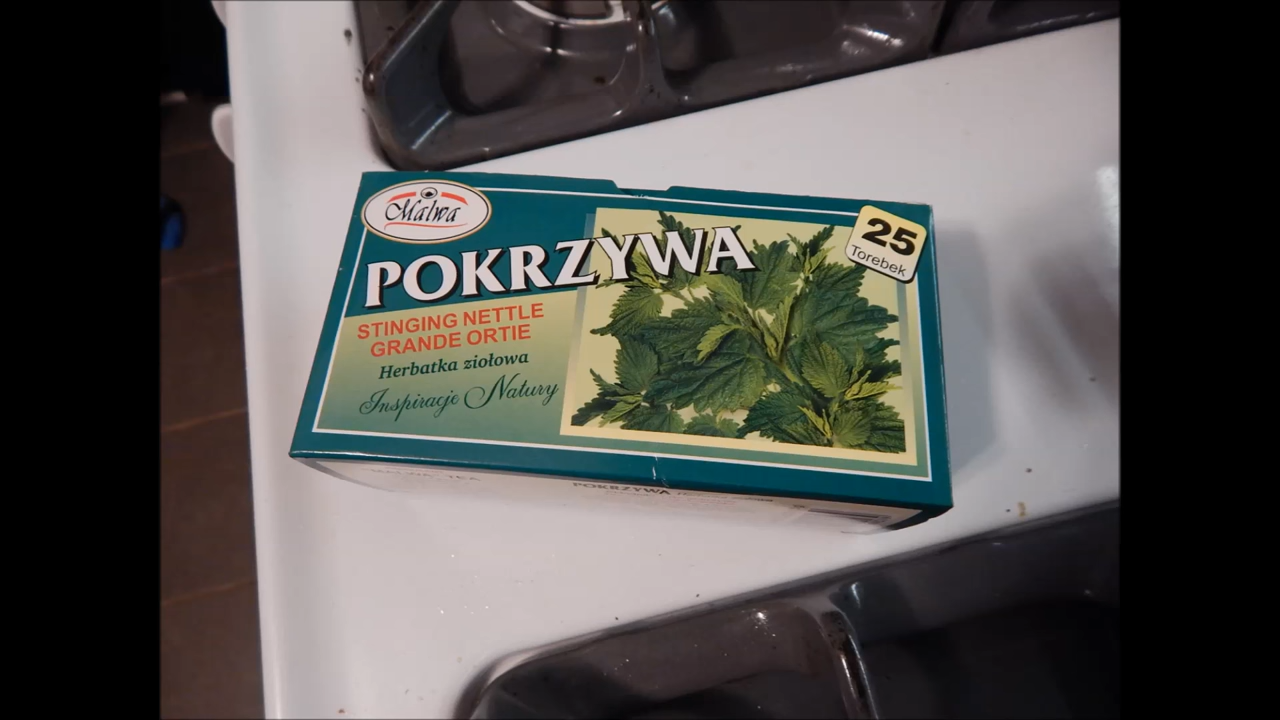 Malwa
POKRZYWA
25
Torebek
STINGING NETTLE
GRANDE ORTIE
Herbatka ziołowa
Inspiracje Natury
POKRZYWA